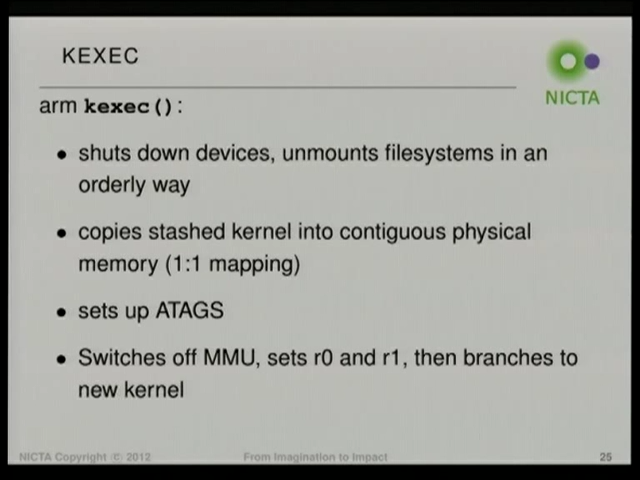 KEXEC
NICTA
arm kexec():
• shuts down devices, unmounts filesystems in an
orderly way
• copies stashed kernel into contiguous physical
memory (1:1 mapping)
• sets up ATAGS
• Switches off MMU, sets r0 and r1, then branches to
new kernel
NICTA Copyright © 2012 From Imagination to Impact 25